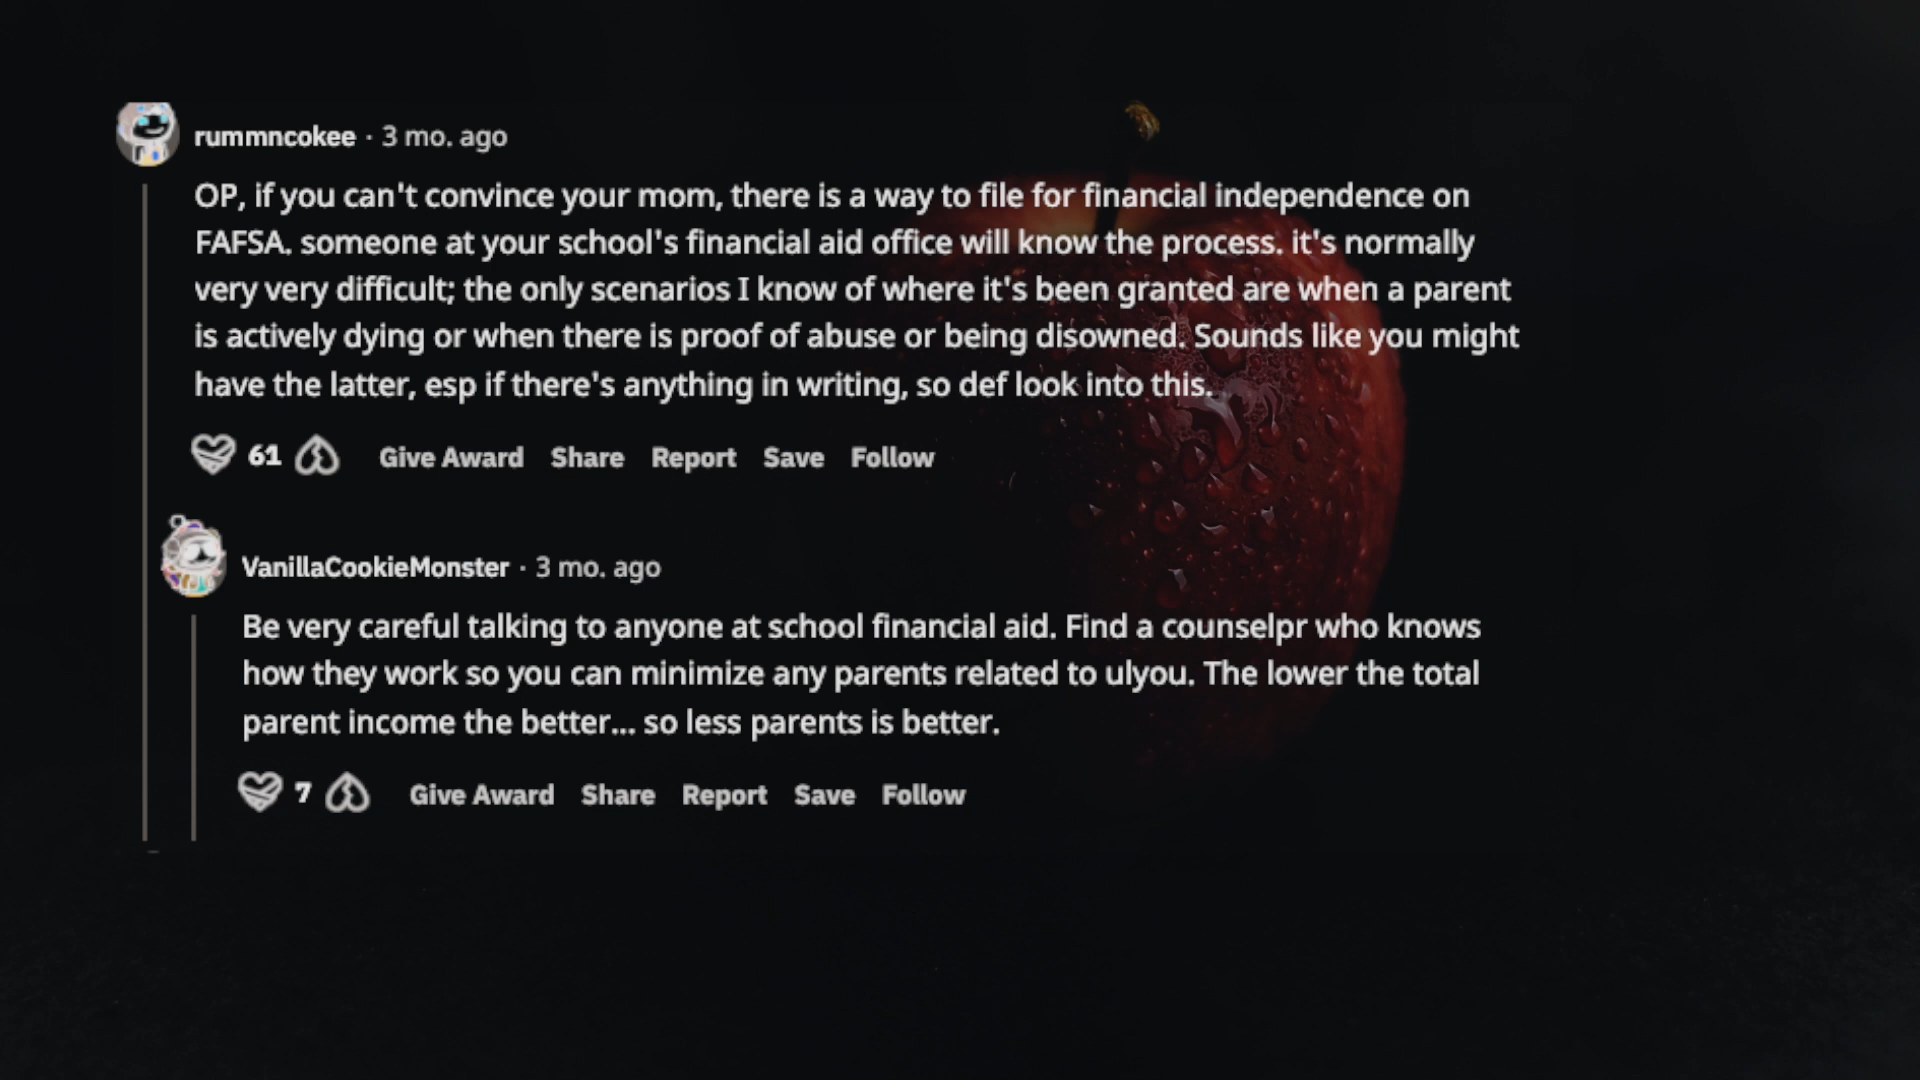 rummncokee · 3 mo. ago
OP, if you can't convince your mom, there is a way to file for financial independence on
FAFSA. someone at your school's financial aid office will know the process. it's normally
very very difficult; the only scenarios I know of where it's been granted are when a parent
is actively dying or when there is proof of abuse or being disowned. Sounds like you might
have the latter, esp if there's anything in writing, so def look into this.
61 Give Award Share Report Save Follow
VanillaCookieMonster · 3 mo. ago
Be very careful talking to anyone at school financial aid. Find a counselpr who knows
how they work so you can minimize any parents related to ulyou. The lower the total
parent income the better... so less parents is better.
7 Give Award Share Report Save Follow